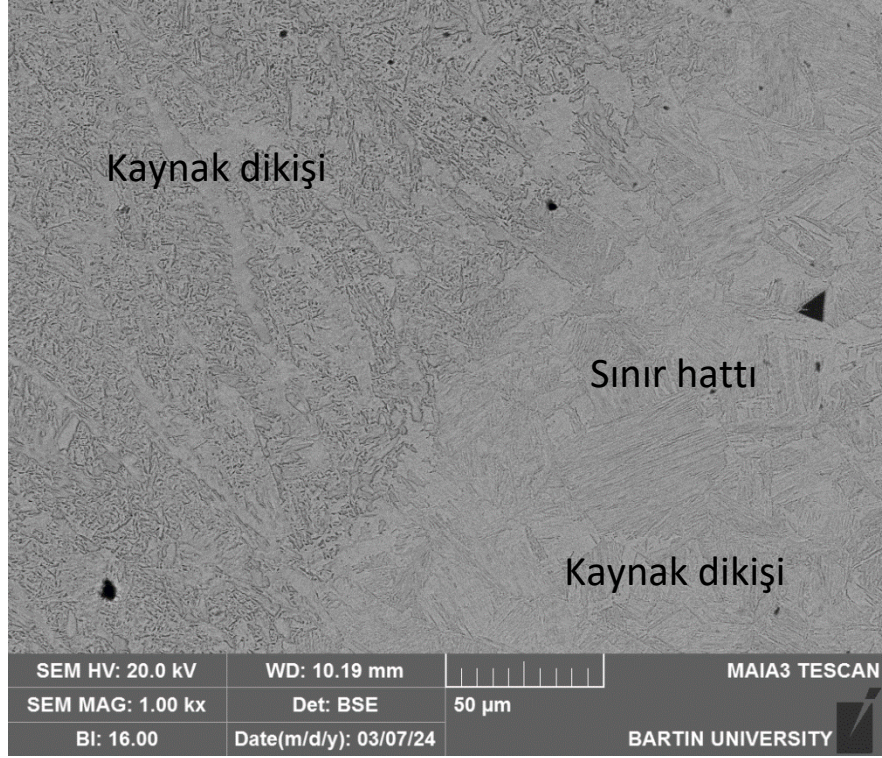 Kaynak dikişi
Sınır hattı
Kaynak dikişi
SEM HV: 20.0 kV
WD: 10.19 mm
MAIA3 TESCAN
SEM MAG: 1.00 kx
Det: BSE
50 µm
BI: 16.00
Date(m/d/y): 03/07/24
BARTIN UNIVERSITY